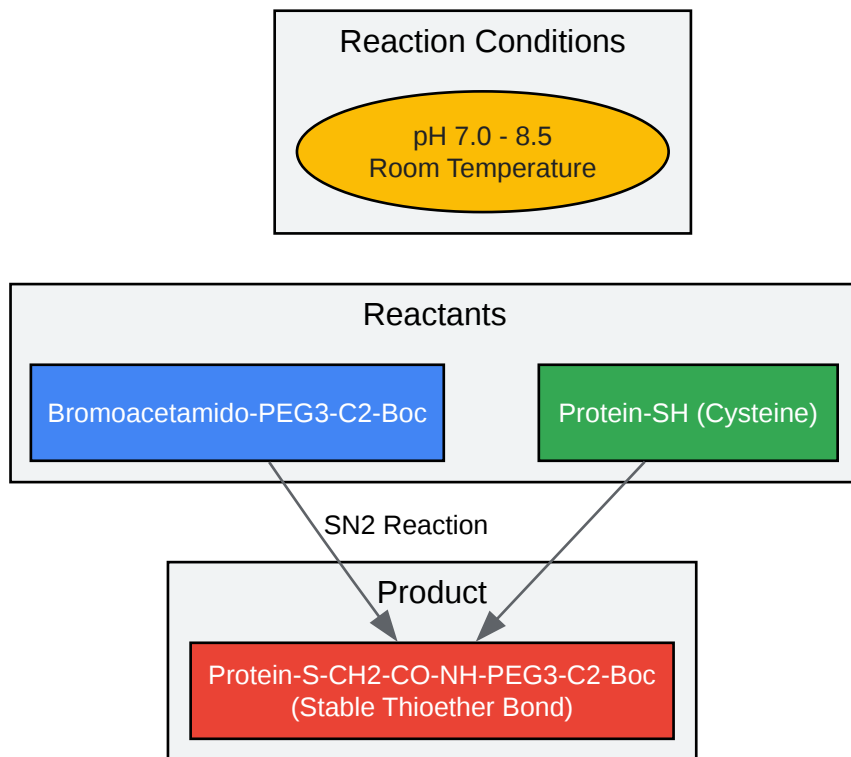 Reaction Conditions
pH 7.0 - 8.5
Room Temperature
Reactants
Bromoacetamido-PEG3-C2-Boc
Protein-SH (Cysteine)
SN2 Reaction
Product
Protein-S-CH2-CO-NH-PEG3-C2-Boc
(Stable Thioether Bond)